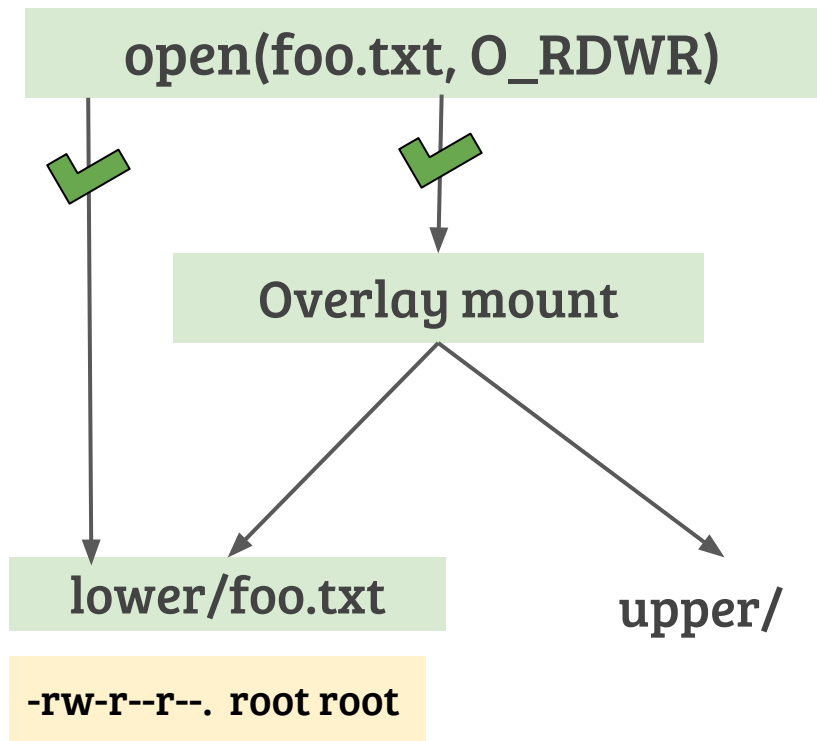 open(foo.txt, O_RDWR)
Overlay mount
lower/foo.txt
upper/
-rw-r--r--. root root